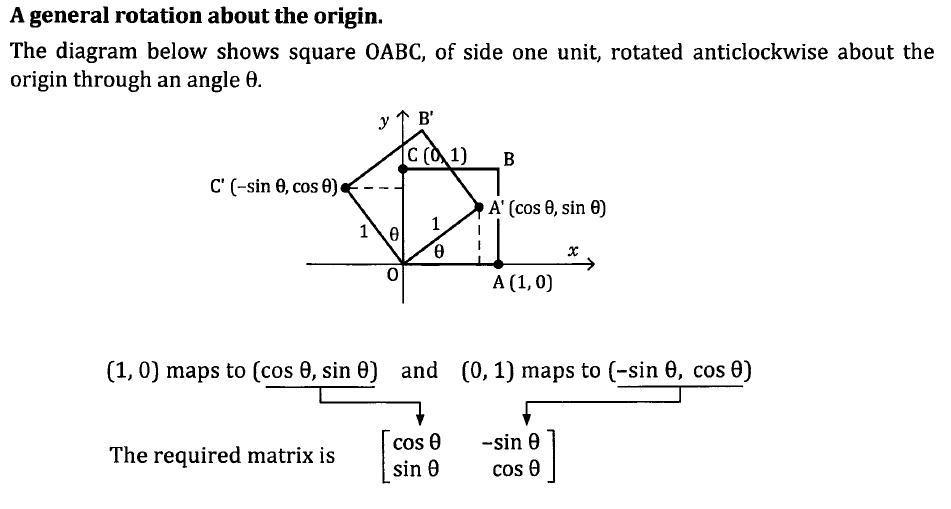 A general rotation about the origin.
The diagram below shows square OABC, of side one unit, rotated anticlockwise about the
origin through an angle θ.
y
B'
C (0, 1)
B
C' (–sin θ, cos θ)
A' (cos θ, sin θ)
1
θ
1
θ
x
O
A (1, 0)
(1, 0) maps to (cos θ, sin θ) and (0, 1) maps to (–sin θ, cos θ)
The required matrix is
cos θ –sin θ
sin θ cos θ